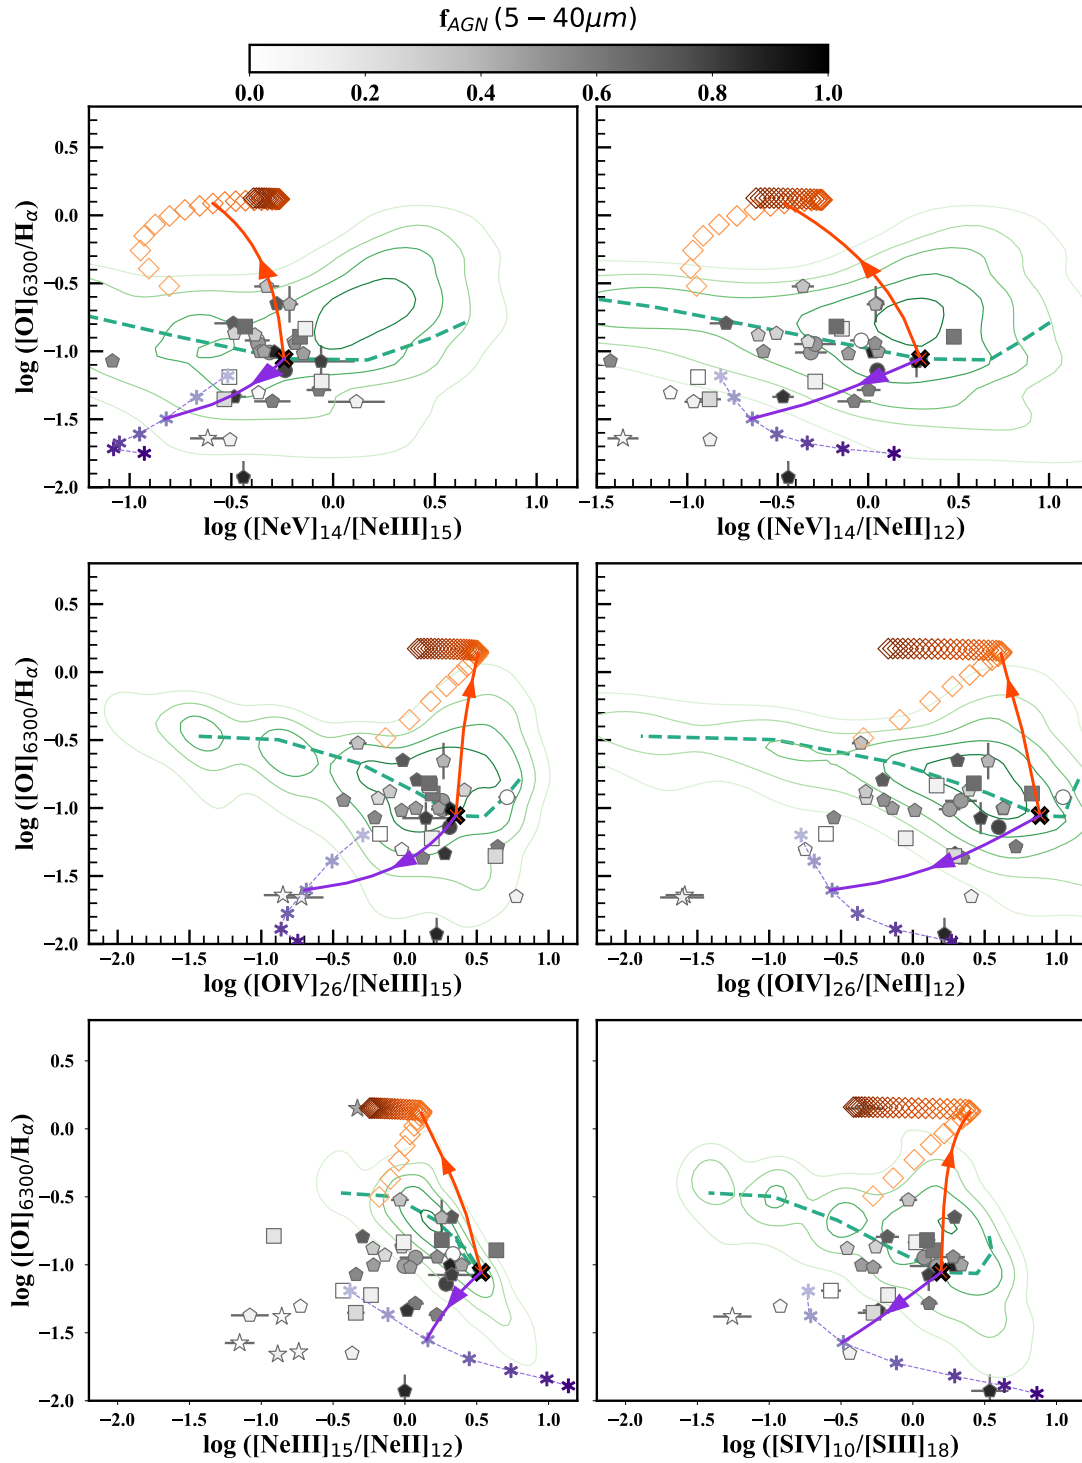 f_AGN (5 − 40μm)
0.0 0.2 0.4 0.6 0.8 1.0
log ([OI]6300/Hα)
0.5
0.0
−0.5
−1.0
−1.5
−2.0
−1.0 −0.5 0.0 0.5 1.0
log ([NeV]14/[NeIII]15)
−1.5 −1.0 −0.5 0.0 0.5 1.0
log ([NeV]14/[NeII]12)
log ([OI]6300/Hα)
0.5
0.0
−0.5
−1.0
−1.5
−2.0
−2.0 −1.5 −1.0 −0.5 0.0 0.5 1.0
log ([OIV]26/[NeIII]15)
−2.0 −1.5 −1.0 −0.5 0.0 0.5 1.0
log ([OIV]26/[NeII]12)
log ([OI]6300/Hα)
0.5
0.0
−0.5
−1.0
−1.5
−2.0
−2.0 −1.5 −1.0 −0.5 0.0 0.5 1.0
log ([NeIII]15/[NeII]12)
−2.0 −1.5 −1.0 −0.5 0.0 0.5 1.0
log ([SIV]10/[SIII]18)